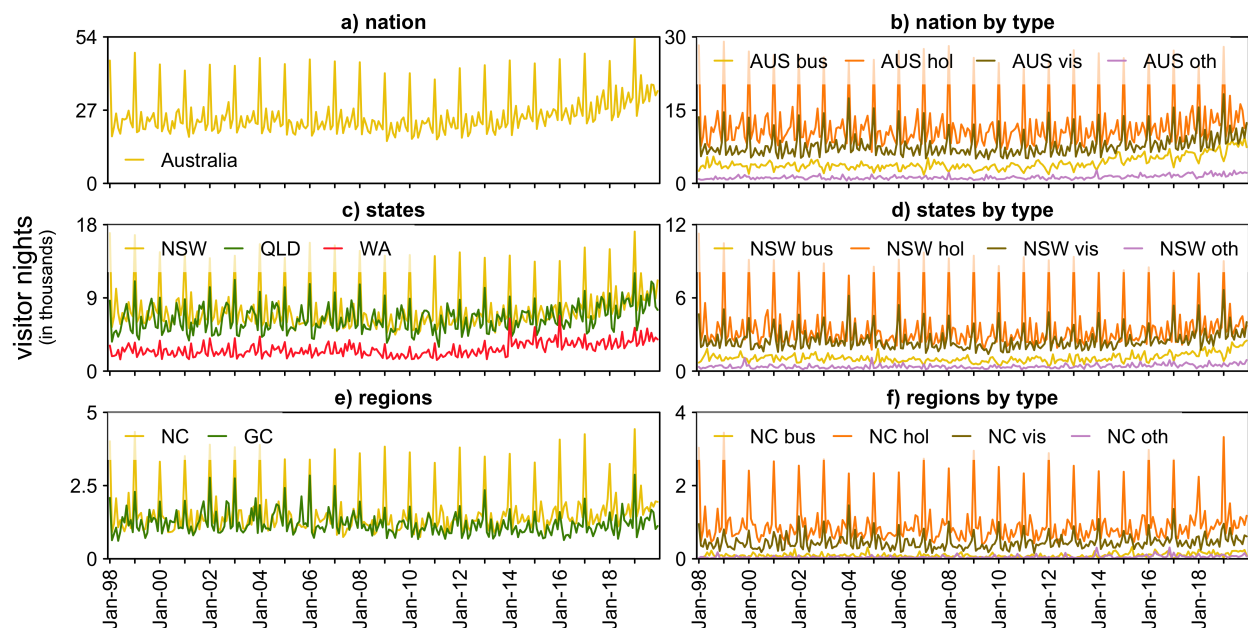 a) nation
54
27
0
Australia
b) nation by type
30
15
0
AUS bus AUS hol AUS vis AUS oth
visitor nights
(in thousands)
c) states
18
9
0
NSW QLD WA
d) states by type
12
6
0
NSW bus NSW hol NSW vis NSW oth
e) regions
5
2.5
0
NC GC
Jan-98 Jan-00 Jan-02 Jan-04 Jan-06 Jan-08 Jan-10 Jan-12 Jan-14 Jan-16 Jan-18
f) regions by type
4
2
0
NC bus NC hol NC vis NC oth
Jan-98 Jan-00 Jan-02 Jan-04 Jan-06 Jan-08 Jan-10 Jan-12 Jan-14 Jan-16 Jan-18